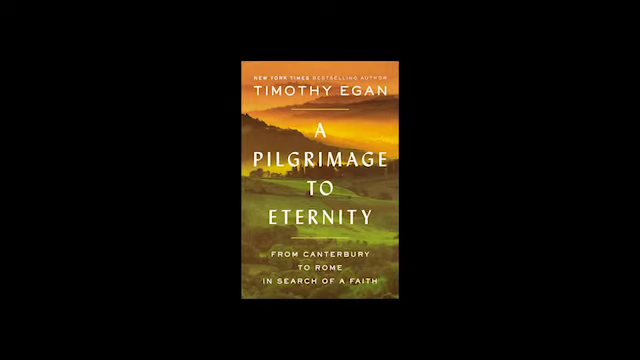 NEW YORK TIMES BESTSELLING AUTHOR
TIMOTHY EGAN
A
PILGRIMAGE
TO
ETERNITY
FROM CANTERBURY
TO ROME
IN SEARCH OF A FAITH